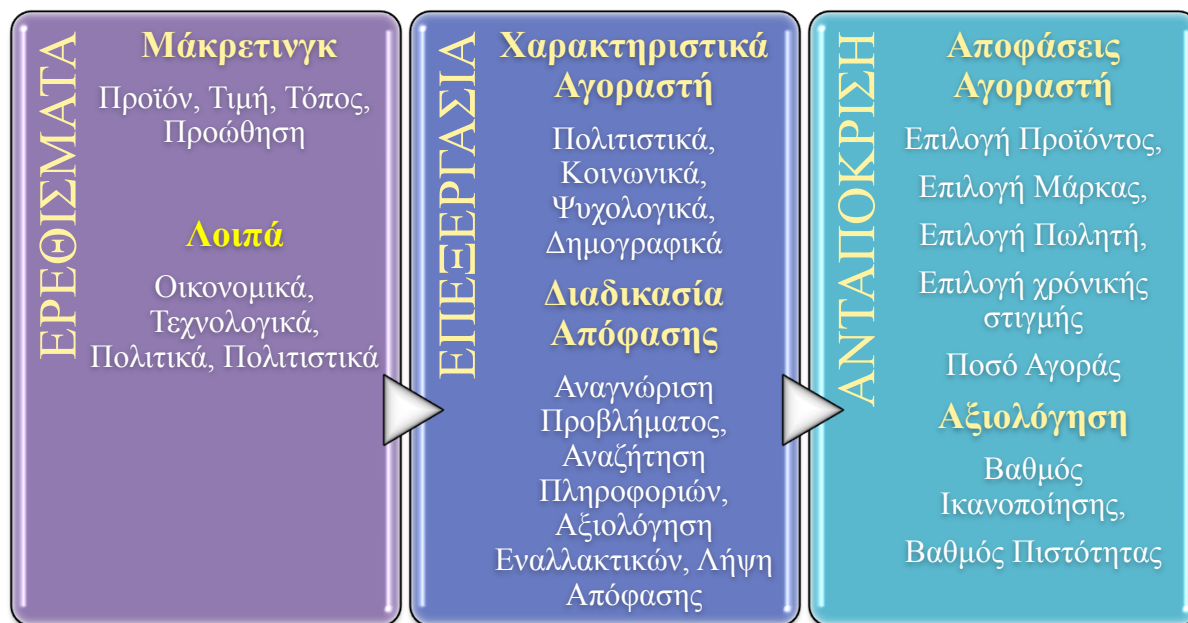 ΕΡΕΘΙΣΜΑΤΑ
Μάκρετινγκ
Προϊόν, Τιμή, Τόπος,
Προώθηση
Λοιπά
Οικονομικά,
Τεχνολογικά,
Πολιτικά, Πολιτιστικά
ΕΠΕΞΕΡΓΑΣΙΑ
Χαρακτηριστικά
Αγοραστή
Πολιτιστικά,
Κοινωνικά,
Ψυχολογικά,
Δημογραφικά
Διαδικασία
Απόφασης
Αναγνώριση
Προβλήματος,
Αναζήτηση
Πληροφοριών,
Αξιολόγηση
Εναλλακτικών, Λήψη
Απόφασης
ΑΝΤΑΠΟΚΡΙΣΗ
Αποφάσεις
Αγοραστή
Επιλογή Προϊόντος,
Επιλογή Μάρκας,
Επιλογή Πωλητή,
Επιλογή χρόνικής
στιγμής
Ποσό Αγοράς
Αξιολόγηση
Βαθμός
Ικανοποίησης,
Βαθμός Πιστότητας